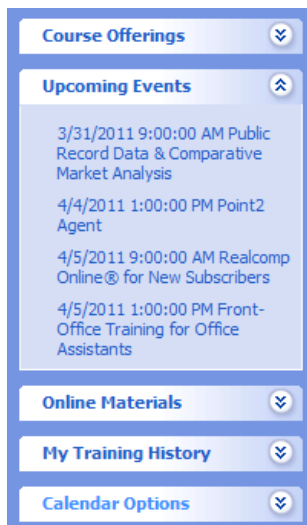 Course Offerings
Upcoming Events
3/31/2011 9:00:00 AM Public
Record Data & Comparative
Market Analysis
4/4/2011 1:00:00 PM Point2
Agent
4/5/2011 9:00:00 AM Realcomp
Online® for New Subscribers
4/5/2011 1:00:00 PM Front-
Office Training for Office
Assistants
Online Materials
My Training History
Calendar Options